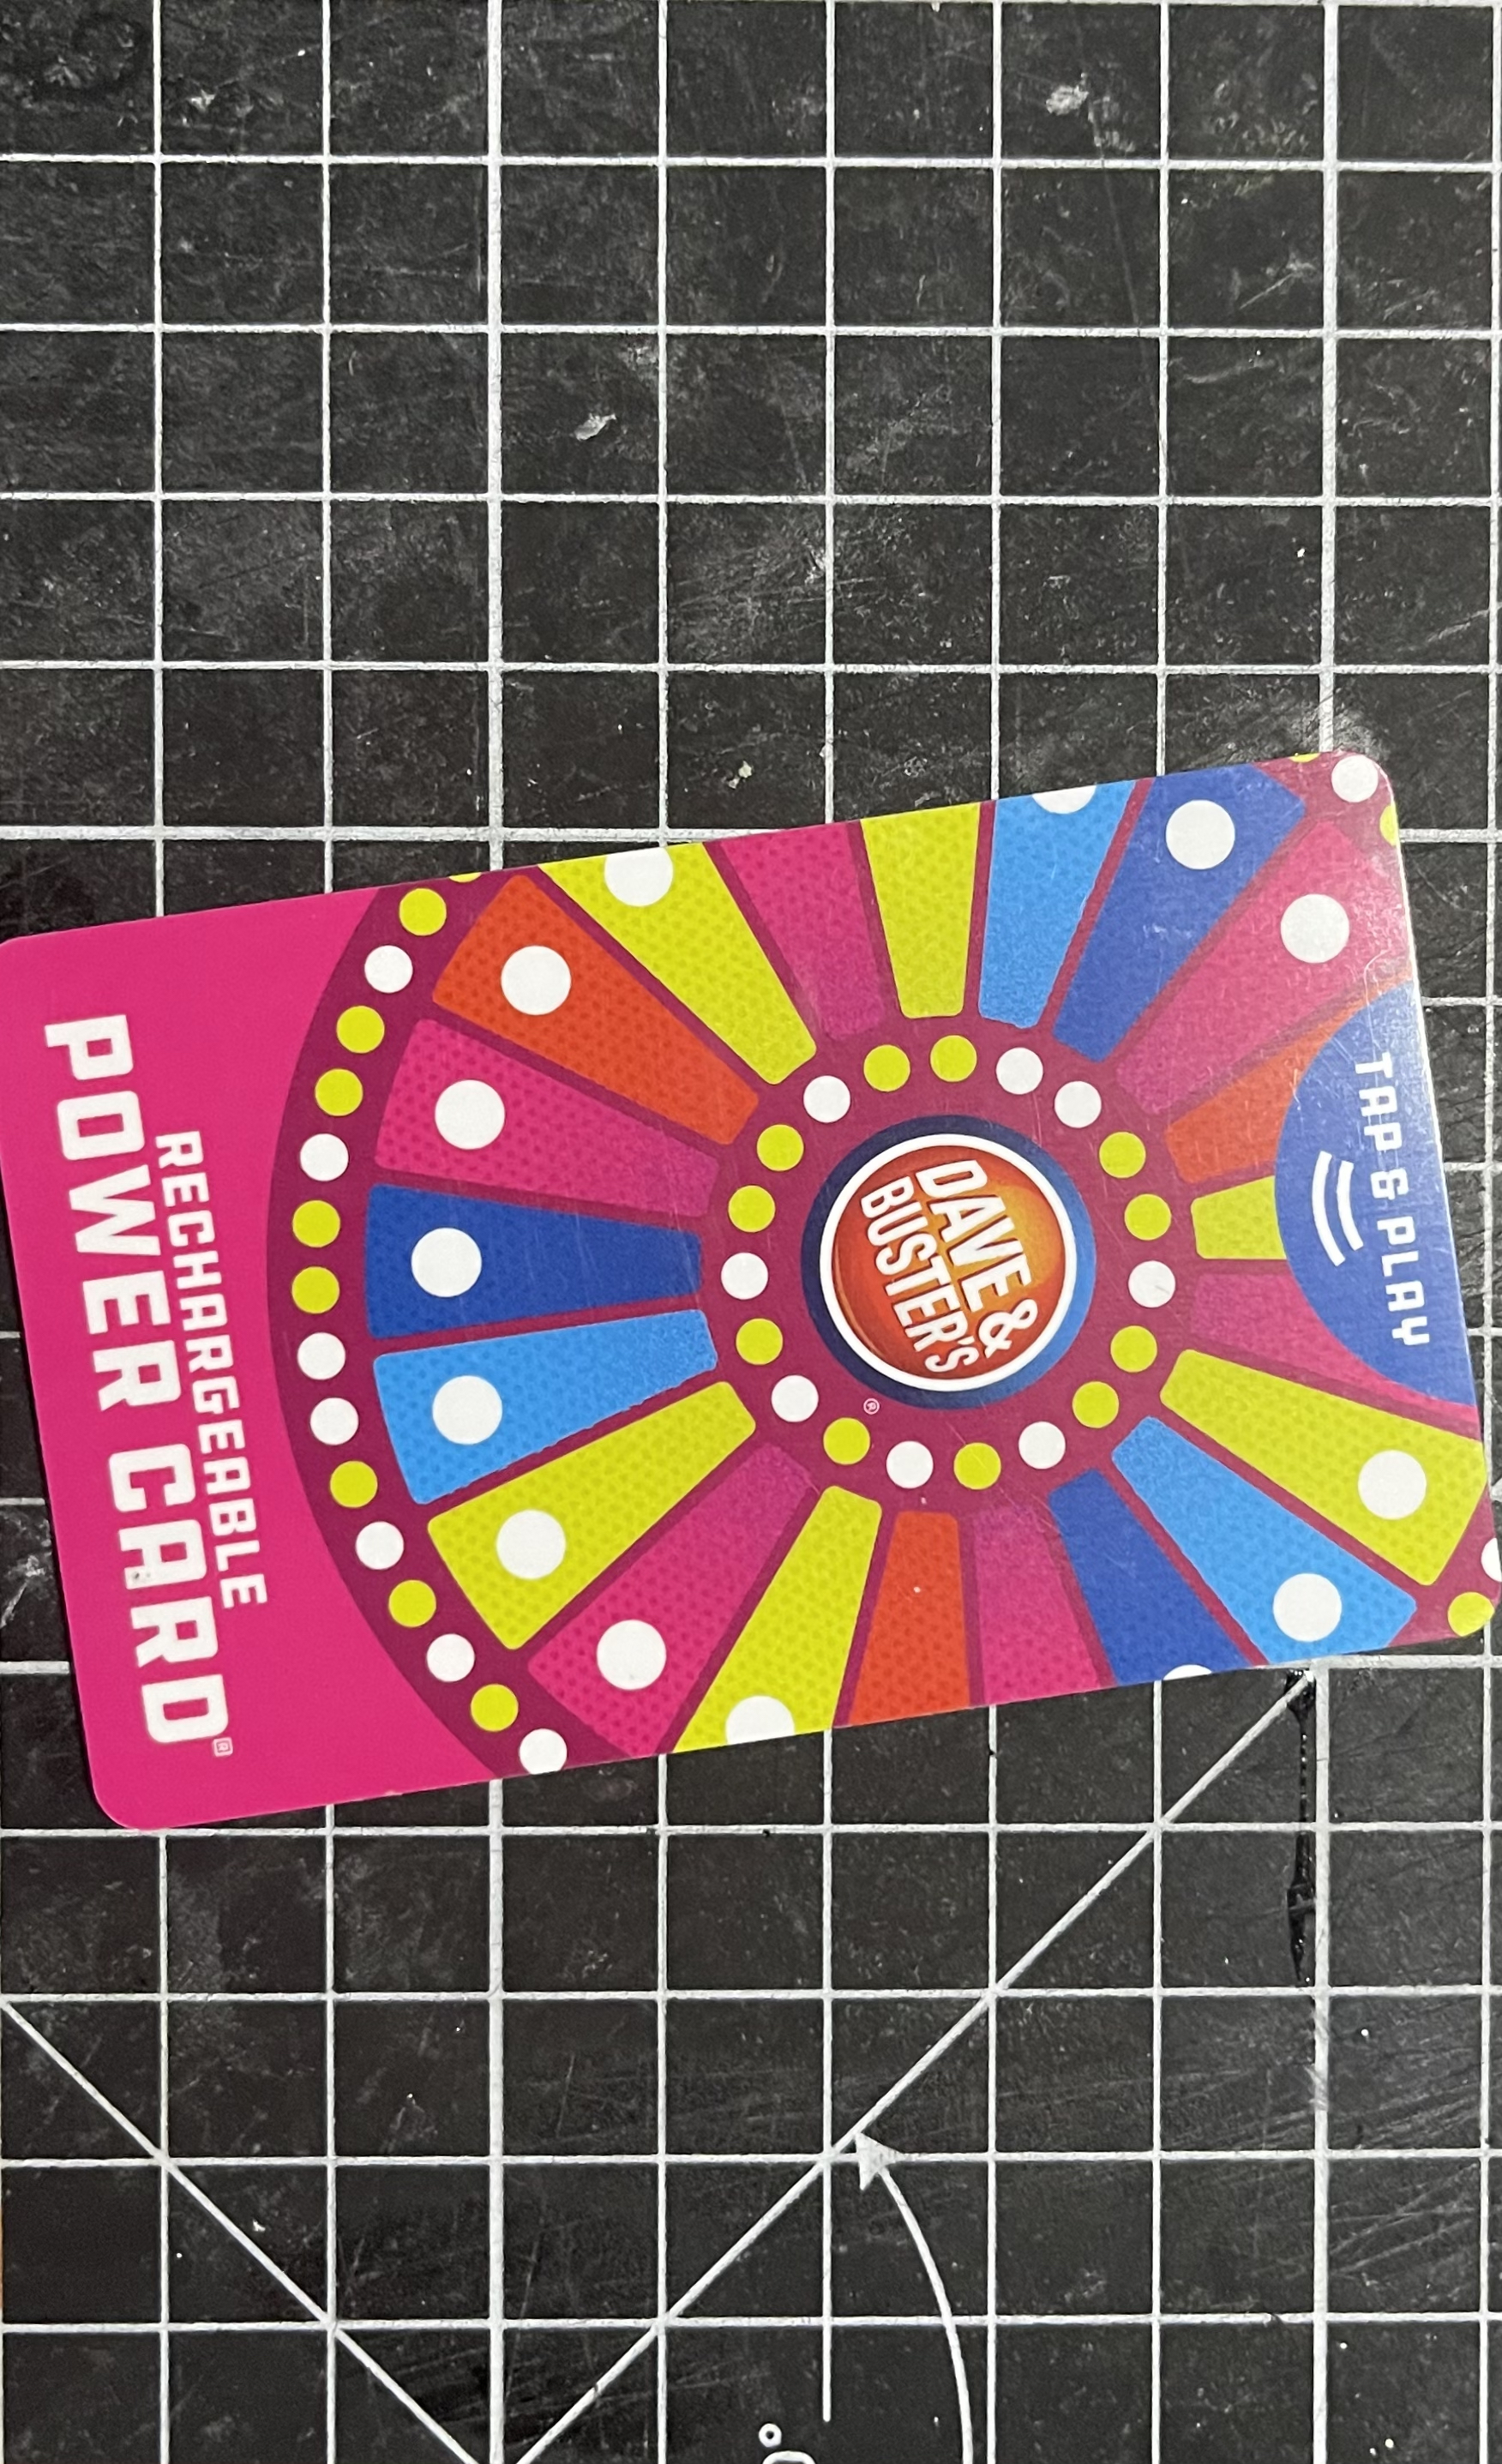 TAP & PLAY
DAVE &
BUSTER'S
®
RECHARGEABLE
POWER CARD®